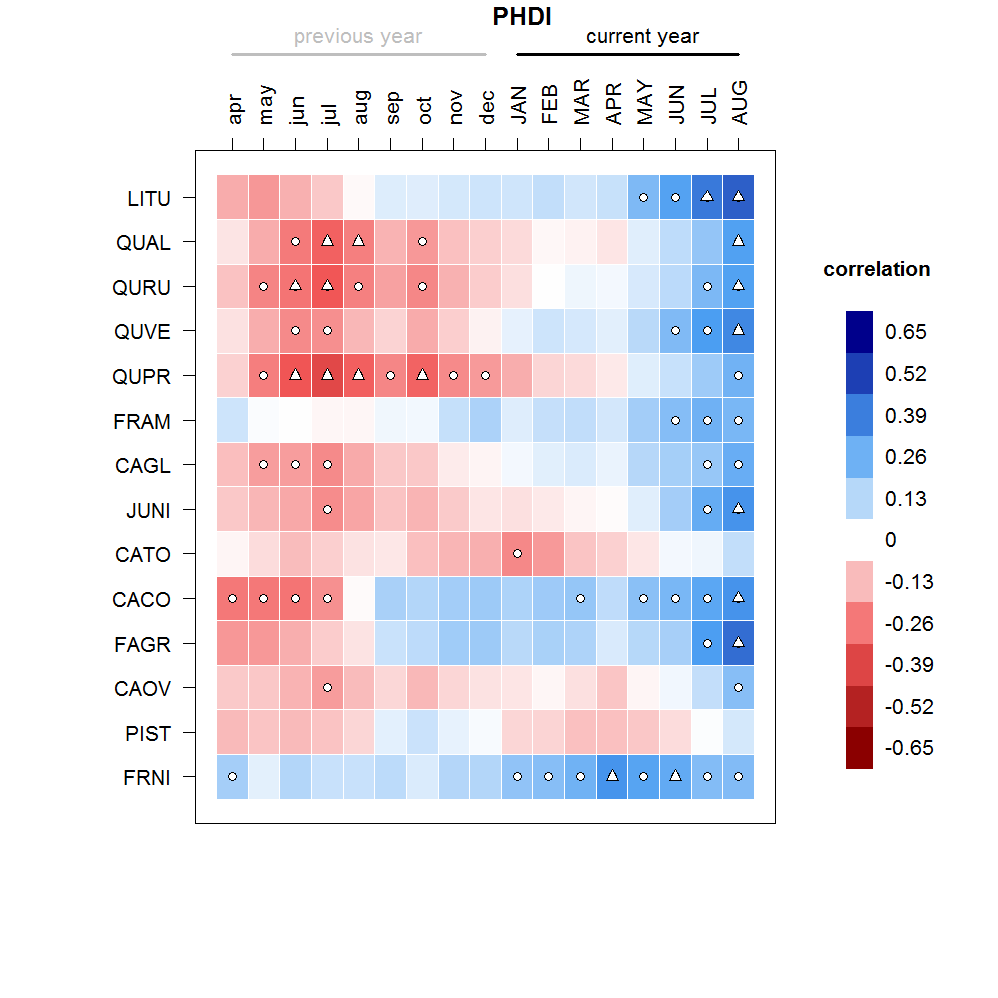 PHDI
previous year current year
apr may jun jul aug sep oct nov dec JAN FEB MAR APR MAY JUN JUL AUG
LITU
QUAL
QURU
QUVE
QUPR
FRAM
CAGL
JUNI
CATO
CACO
FAGR
CAOV
PIST
FRNI
correlation
0.65
0.52
0.39
0.26
0.13
0
-0.13
-0.26
-0.39
-0.52
-0.65